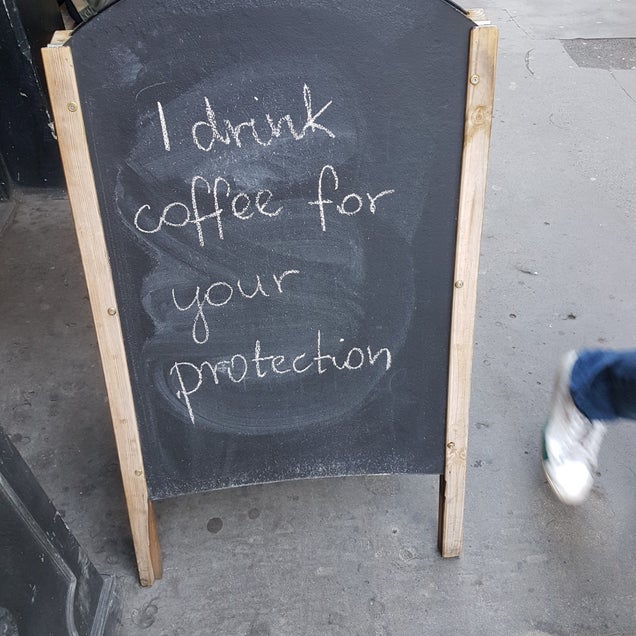 I drink
coffee for
your
protection